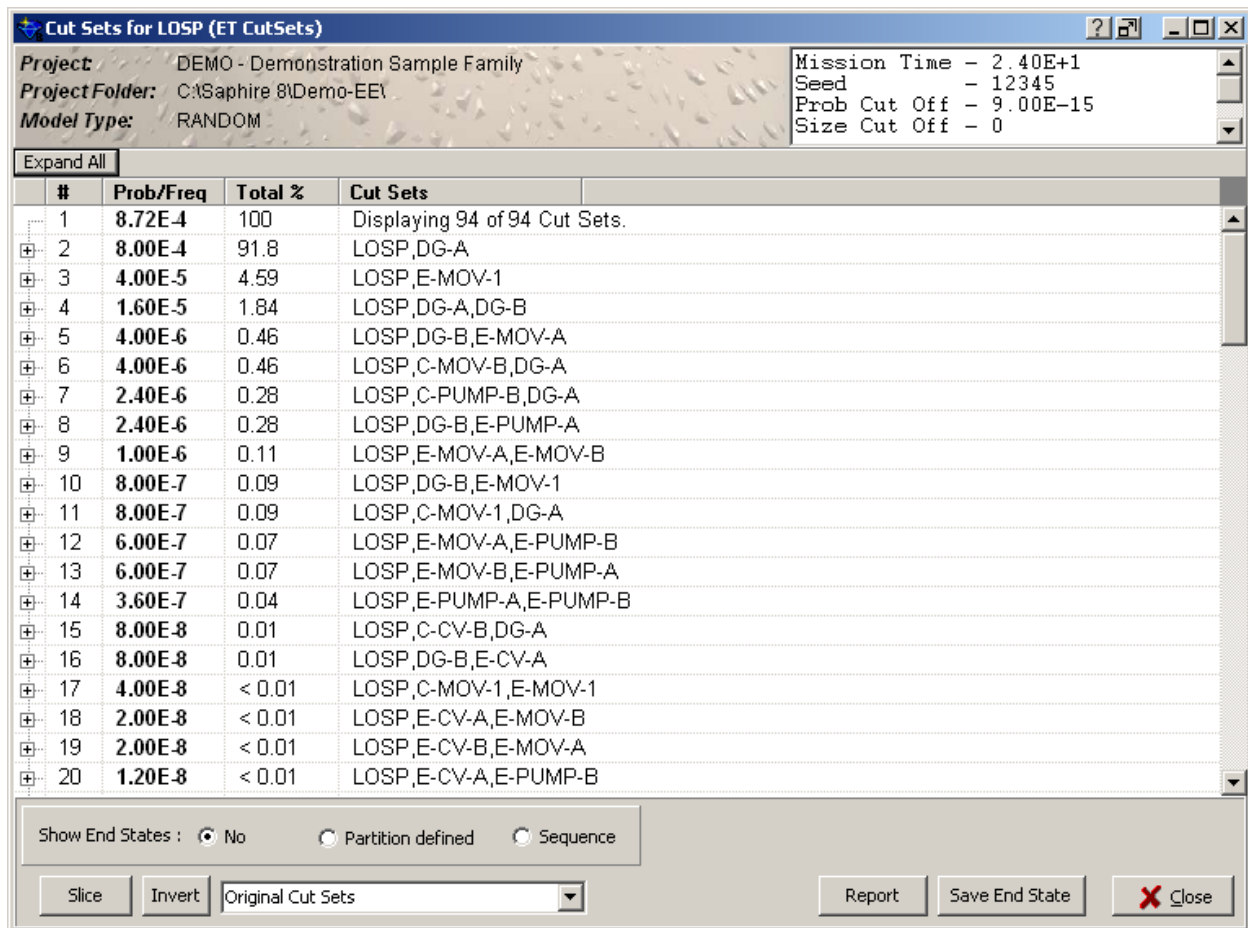 Cut Sets for LOSP (ET CutSets)
Project: DEMO - Demonstration Sample Family
Project Folder: C:\Saphire 8\Demo-EE\
Model Type: RANDOM
Mission Time - 2.40E+1
Seed - 12345
Prob Cut Off - 9.00E-15
Size Cut Off - 0
Expand All
# Prob/Freq Total % Cut Sets
1 8.72E-4 100 Displaying 94 of 94 Cut Sets.
2 8.00E-4 91.8 LOSP,DG-A
3 4.00E-5 4.59 LOSP,E-MOV-1
4 1.60E-5 1.84 LOSP,DG-A,DG-B
5 4.00E-6 0.46 LOSP,DG-B,E-MOV-A
6 4.00E-6 0.46 LOSP,C-MOV-B,DG-A
7 2.40E-6 0.28 LOSP,C-PUMP-B,DG-A
8 2.40E-6 0.28 LOSP,DG-B,E-PUMP-A
9 1.00E-6 0.11 LOSP,E-MOV-A,E-MOV-B
10 8.00E-7 0.09 LOSP,DG-B,E-MOV-1
11 8.00E-7 0.09 LOSP,C-MOV-1,DG-A
12 6.00E-7 0.07 LOSP,E-MOV-A,E-PUMP-B
13 6.00E-7 0.07 LOSP,E-MOV-B,E-PUMP-A
14 3.60E-7 0.04 LOSP,E-PUMP-A,E-PUMP-B
15 8.00E-8 0.01 LOSP,C-CV-B,DG-A
16 8.00E-8 0.01 LOSP,DG-B,E-CV-A
17 4.00E-8 < 0.01 LOSP,C-MOV-1,E-MOV-1
18 2.00E-8 < 0.01 LOSP,E-CV-A,E-MOV-B
19 2.00E-8 < 0.01 LOSP,E-CV-B,E-MOV-A
20 1.20E-8 < 0.01 LOSP,E-CV-A,E-PUMP-B
Show End States : No Partition defined Sequence
Slice Invert Original Cut Sets Report Save End State Close